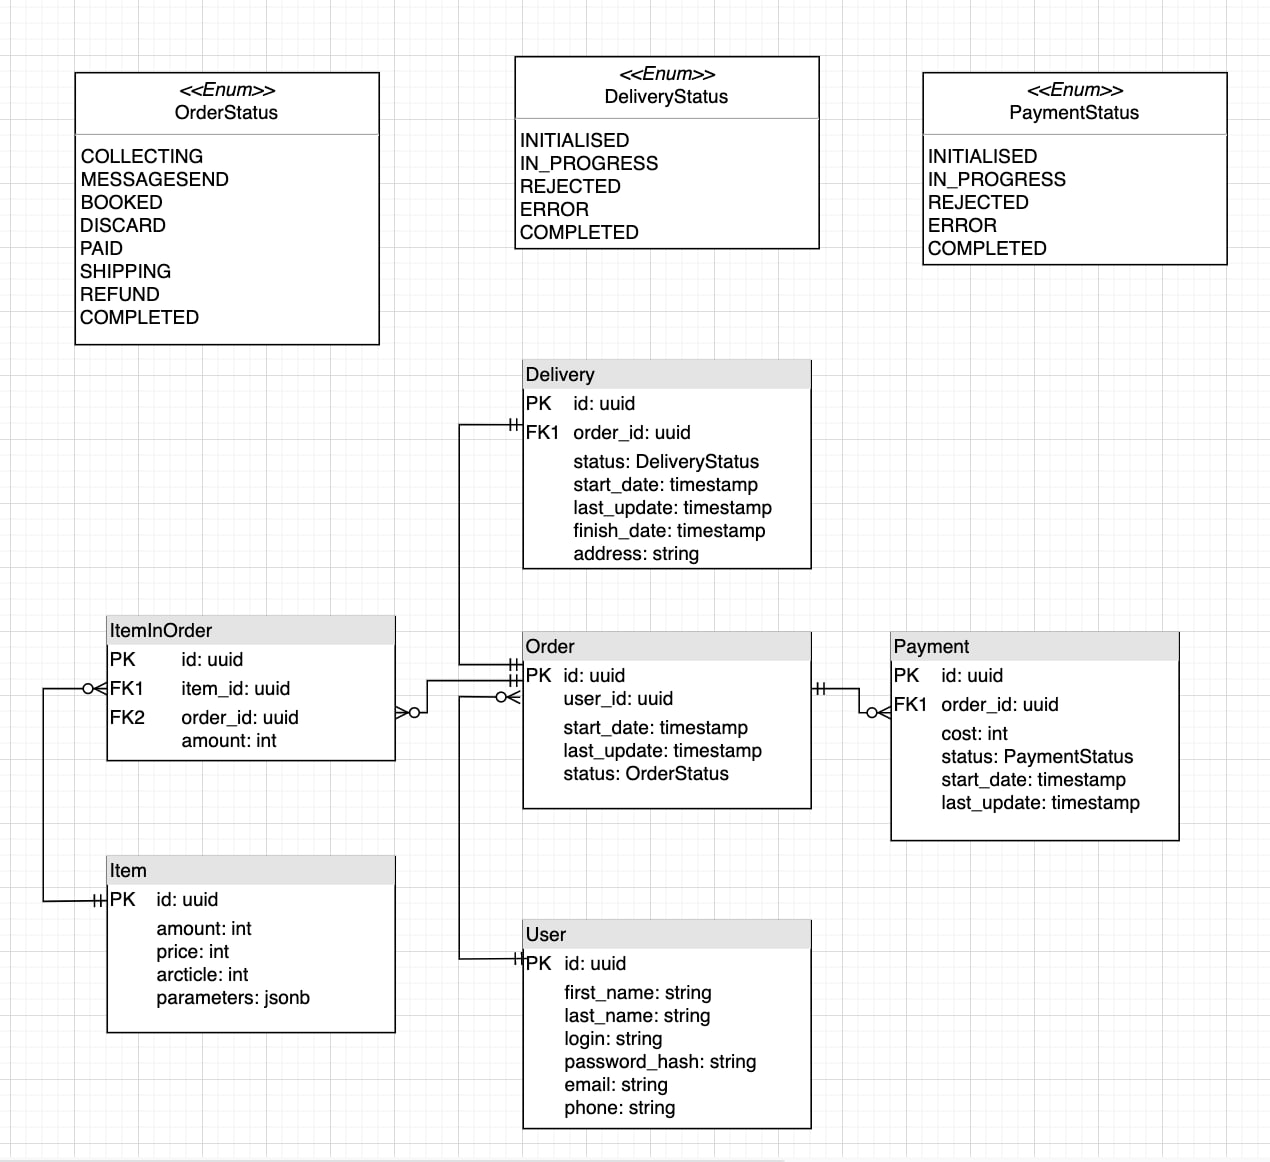 <<Enum>>
OrderStatus
COLLECTING
MESSAGESEND
BOOKED
DISCARD
PAID
SHIPPING
REFUND
COMPLETED
<<Enum>>
DeliveryStatus
INITIALISED
IN_PROGRESS
REJECTED
ERROR
COMPLETED
<<Enum>>
PaymentStatus
INITIALISED
IN_PROGRESS
REJECTED
ERROR
COMPLETED
Delivery
PK id: uuid
FK1 order_id: uuid
status: DeliveryStatus
start_date: timestamp
last_update: timestamp
finish_date: timestamp
address: string
ItemInOrder
PK id: uuid
FK1 item_id: uuid
FK2 order_id: uuid
amount: int
Order
PK id: uuid
user_id: uuid
start_date: timestamp
last_update: timestamp
status: OrderStatus
Payment
PK id: uuid
FK1 order_id: uuid
cost: int
status: PaymentStatus
start_date: timestamp
last_update: timestamp
Item
PK id: uuid
amount: int
price: int
arcticle: int
parameters: jsonb
User
PK id: uuid
first_name: string
last_name: string
login: string
password_hash: string
email: string
phone: string